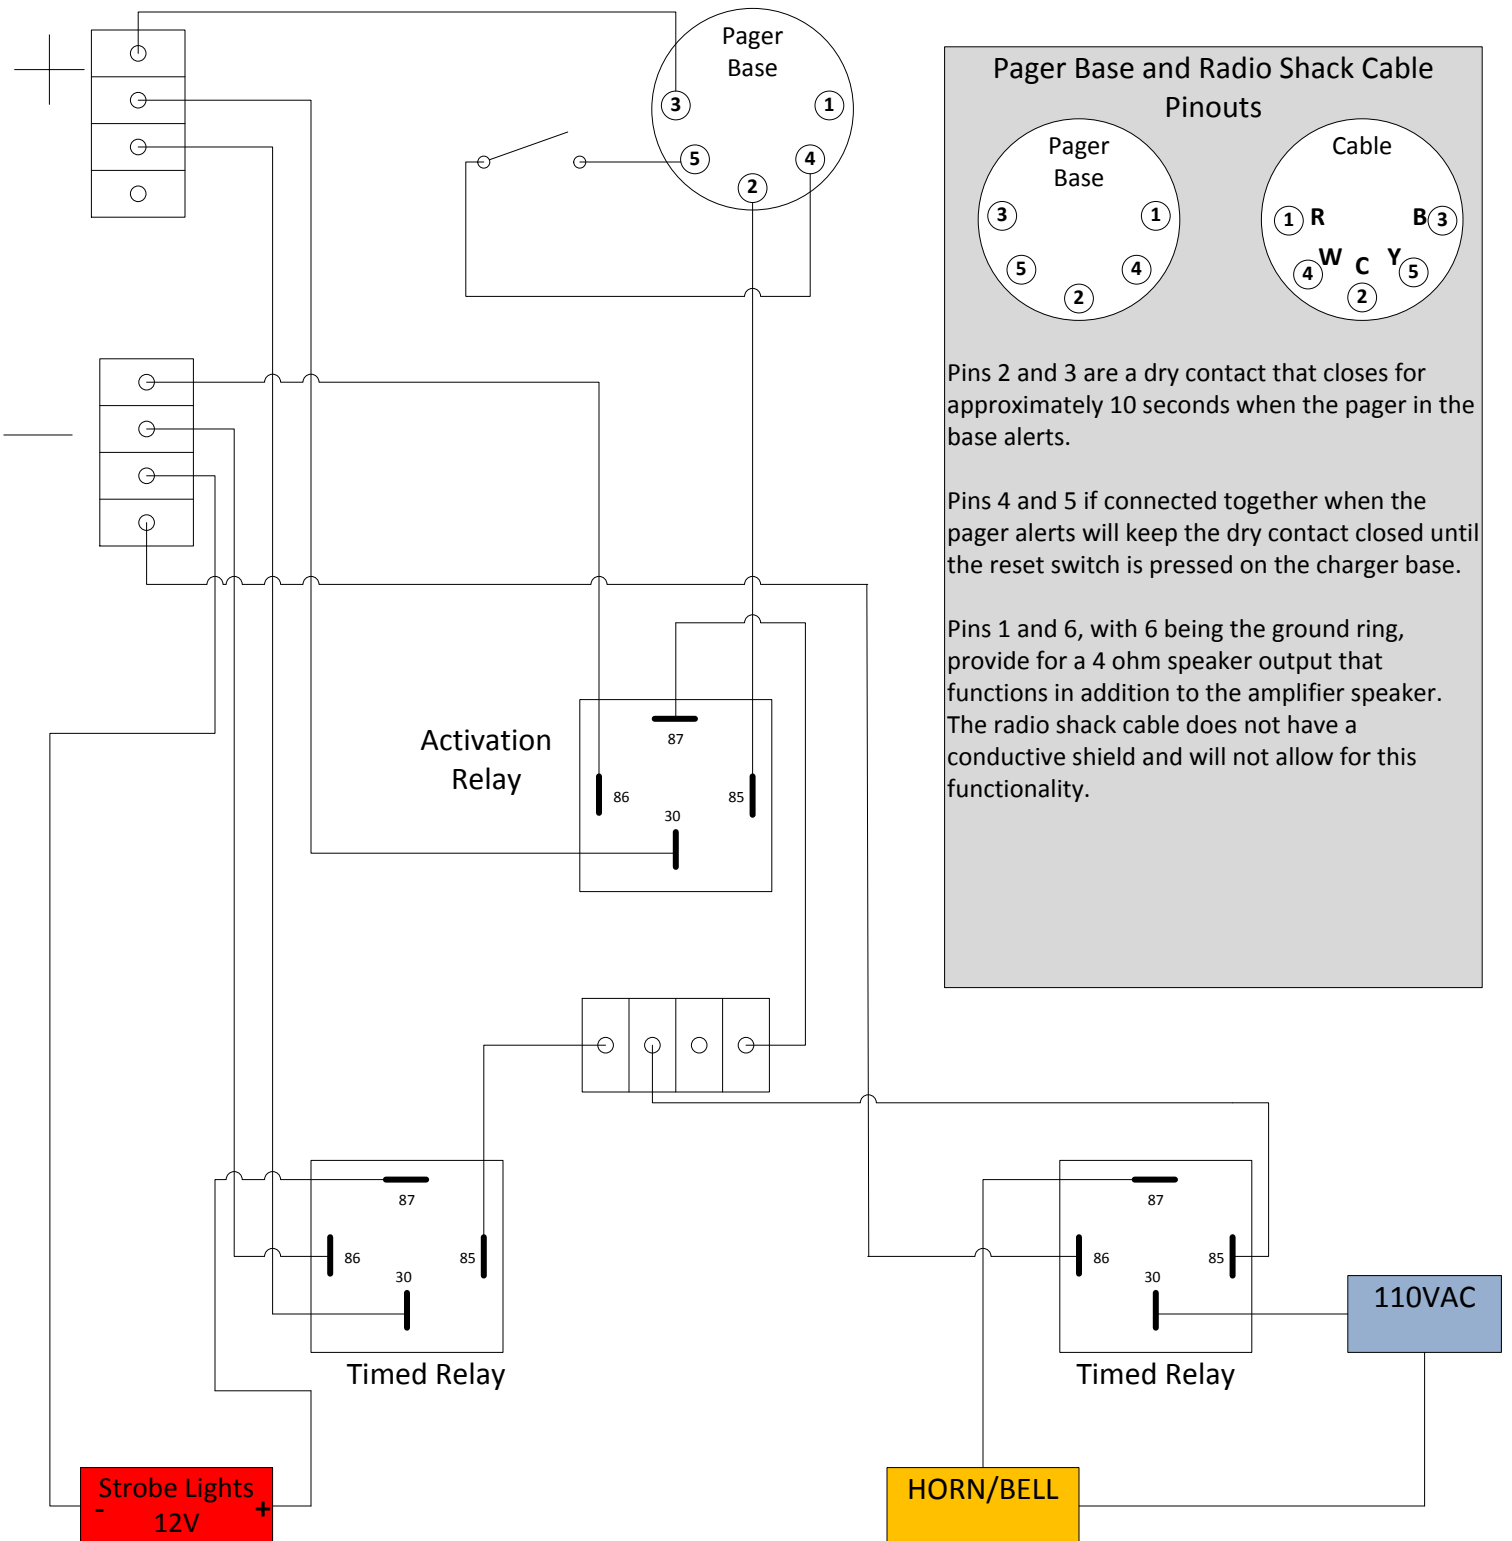 Pager
Base
3
1
5
4
2
Pager Base and Radio Shack Cable
Pinouts
Pager
Base
3
1
5
4
2
Cable
1 R
B 3
4 W
C
Y 5
2
Pins 2 and 3 are a dry contact that closes for
approximately 10 seconds when the pager in the
base alerts.
Pins 4 and 5 if connected together when the
pager alerts will keep the dry contact closed until
the reset switch is pressed on the charger base.
Pins 1 and 6, with 6 being the ground ring,
provide for a 4 ohm speaker output that
functions in addition to the amplifier speaker.
The radio shack cable does not have a
conductive shield and will not allow for this
functionality.
Activation
Relay
87
86
85
30
87
86
85
30
Timed Relay
87
86
85
30
Timed Relay
110VAC
Strobe Lights
12V
-
+
HORN/BELL